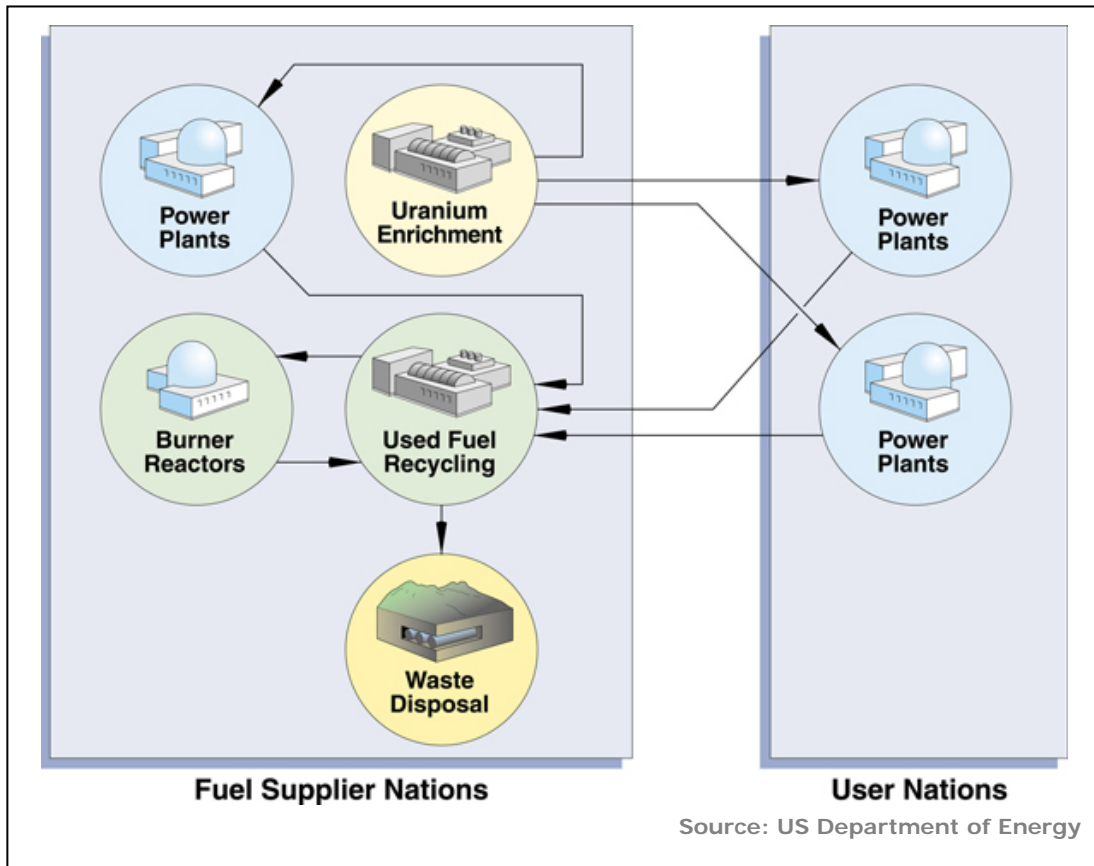 Power
Plants
Uranium
Enrichment
Power
Plants
Burner
Reactors
Used Fuel
Recycling
Power
Plants
Waste
Disposal
Fuel Supplier Nations
User Nations
Source: US Department of Energy